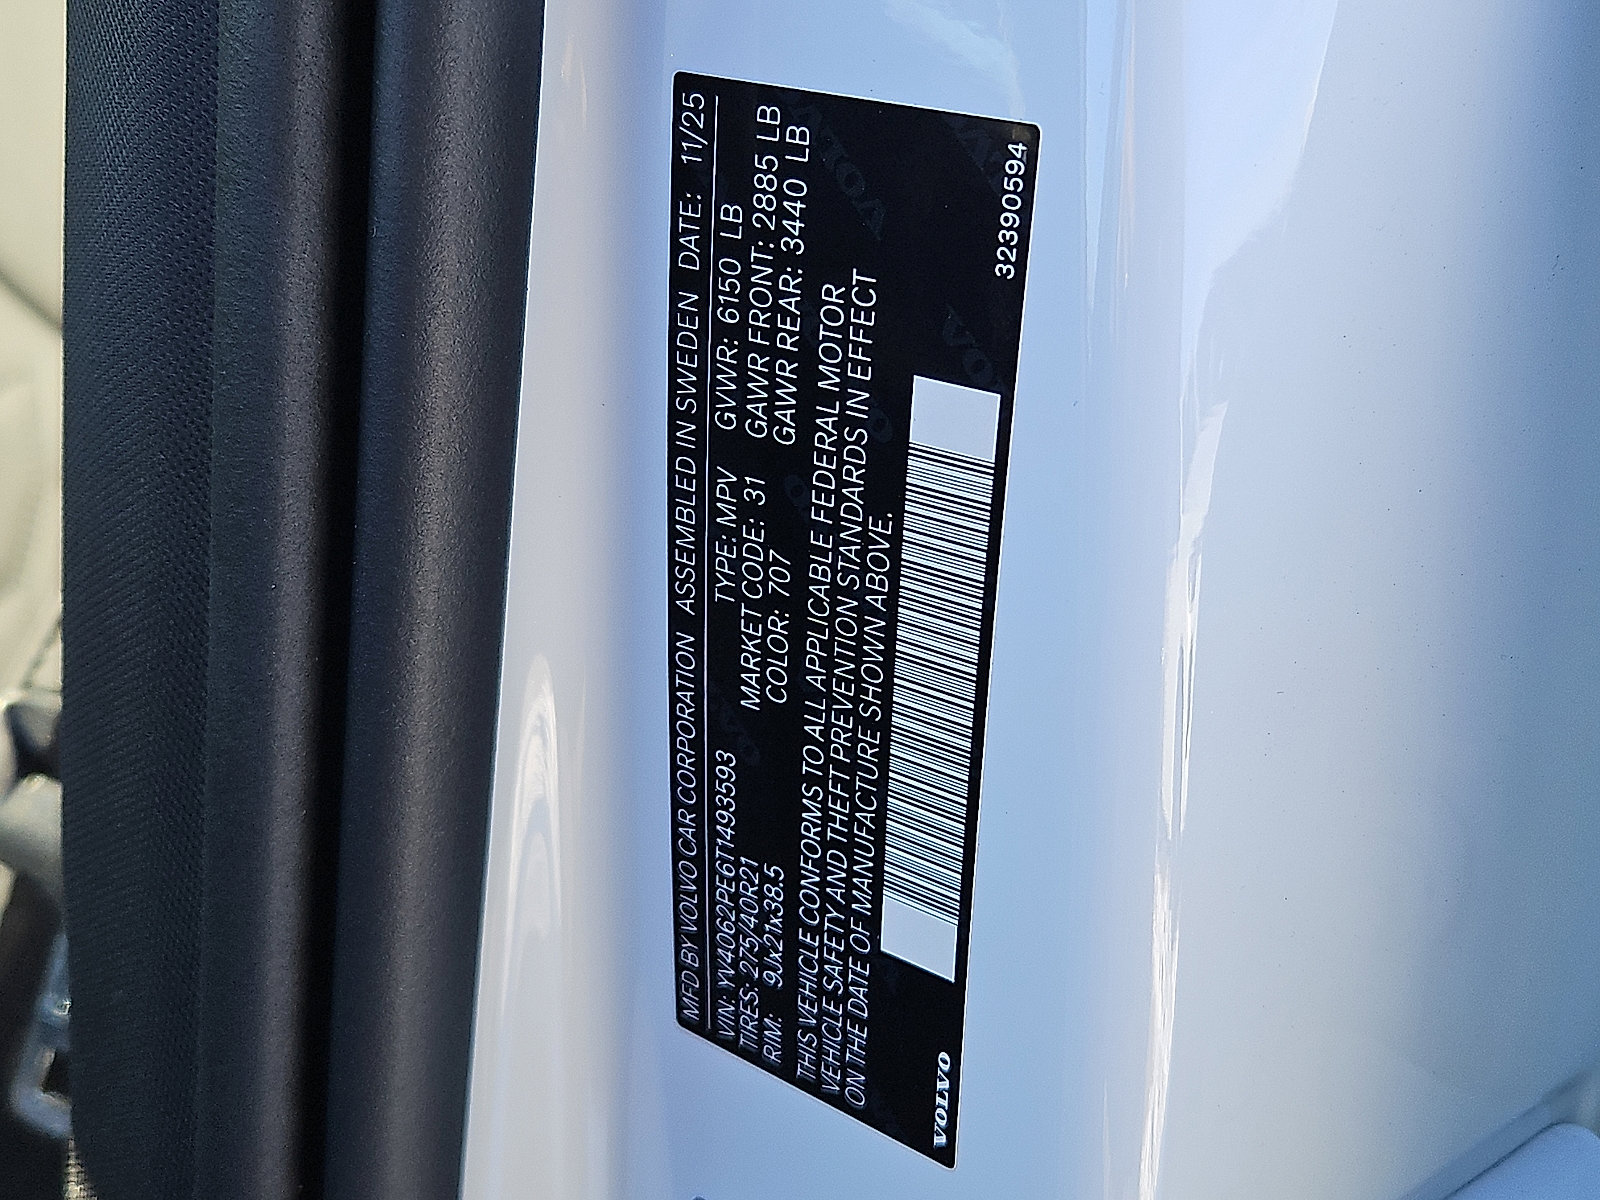 MFD BY VOLVO CAR CORPORATION ASSEMBLED IN SWEDEN DATE: 11/25
VIN: YV4062PE6T1493593 TYPE: MPV GVWR: 6150 LB
TIRES: 275/40R21 MARKET CODE: 31 GAWR FRONT: 2885 LB
RIM: 9Jx21x38.5 COLOR: 707 GAWR REAR: 3440 LB
THIS VEHICLE CONFORMS TO ALL APPLICABLE FEDERAL MOTOR
VEHICLE SAFETY AND THEFT PREVENTION STANDARDS IN EFFECT
ON THE DATE OF MANUFACTURE SHOWN ABOVE.
VOLVO 32390594